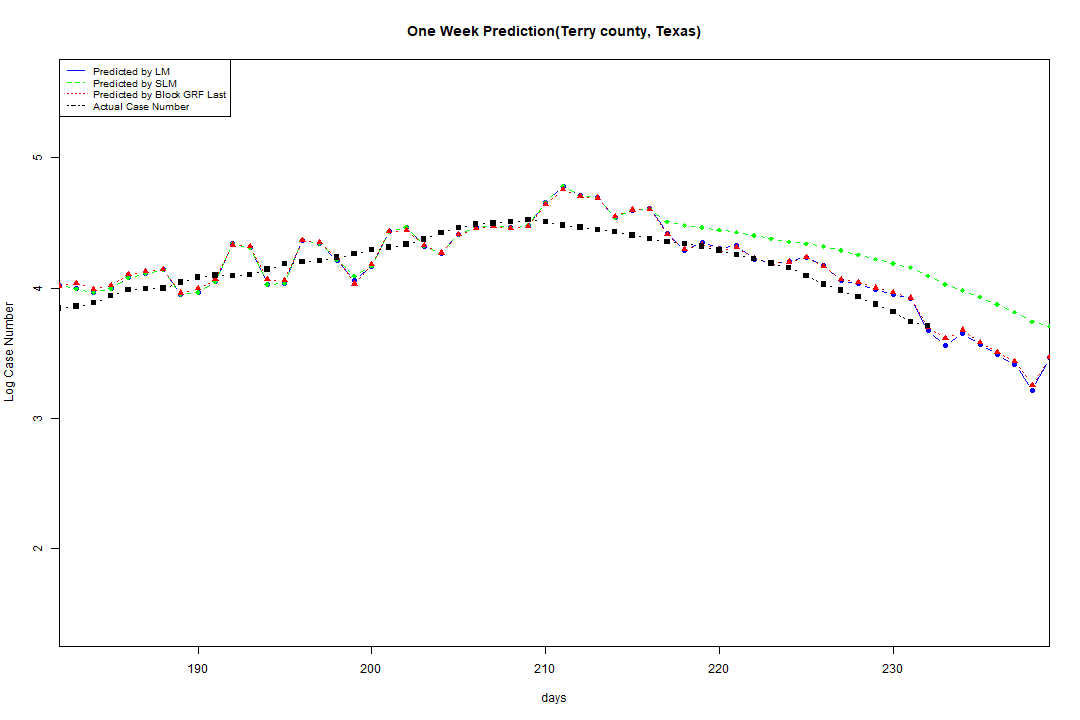 One Week Prediction(Terry county, Texas)
Predicted by LM
Predicted by SLM
Predicted by Block GRF Last
Actual Case Number
5
4
3
2
Log Case Number
190 200 210 220 230
days